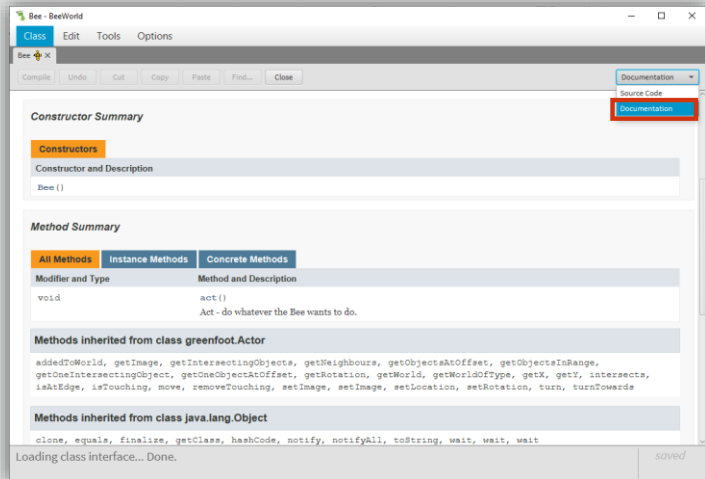 Bee - BeeWorld
Class Edit Tools Options
Bee
Compile Undo Cut Copy Paste Find... Close Documentation
Source Code
Documentation
Constructor Summary
Constructors
Constructor and Description
Bee()
Method Summary
All Methods Instance Methods Concrete Methods
Modifier and Type Method and Description
void act()
Act - do whatever the Bee wants to do.
Methods inherited from class greenfoot.Actor
addedToWorld, getImage, getIntersectingObjects, getNeighbours, getObjectsAtOffset, getObjectsInRange,
getOneIntersectingObject, getOneObjectAtOffset, getRotation, getWorld, getWorldOfType, getX, getY, intersects,
isAtEdge, isTouching, move, removeTouching, setImage, setImage, setLocation, setRotation, turn, turnTowards
Methods inherited from class java.lang.Object
clone, equals, finalize, getClass, hashCode, notify, notifyAll, toString, wait, wait, wait
Loading class interface... Done. saved